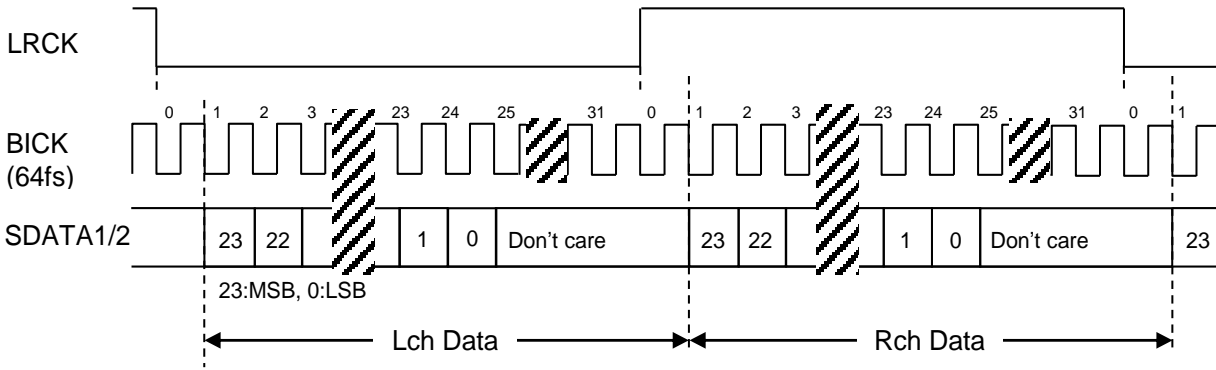 LRCK
0 1 2 3 23 24 25 31 0 1 2 3 23 24 25 31 0 1
BICK
(64fs)
SDATA1/2 23 22 1 0 Don't care 23 22 1 0 Don't care 23
23:MSB, 0:LSB
Lch Data Rch Data